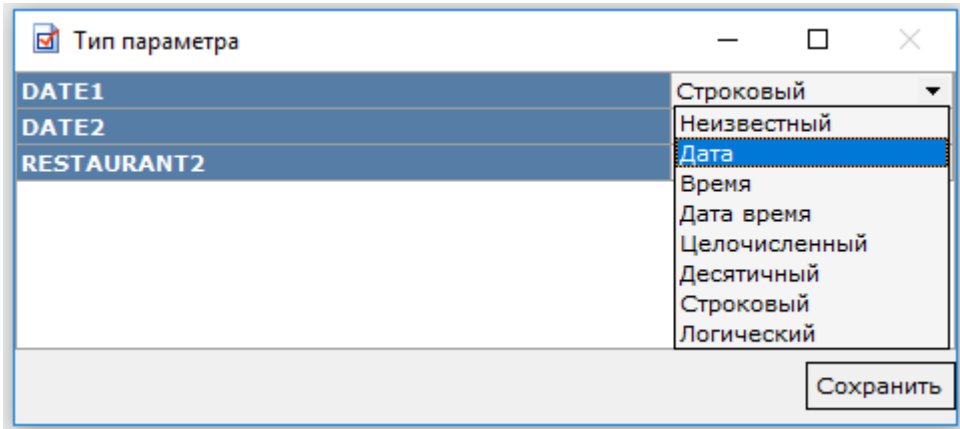 Тип параметра
DATE1 Строковый
DATE2 Неизвестный
RESTAURANT2 Дата
Время
Дата время
Целочисленный
Десятичный
Строковый
Логический
Сохранить